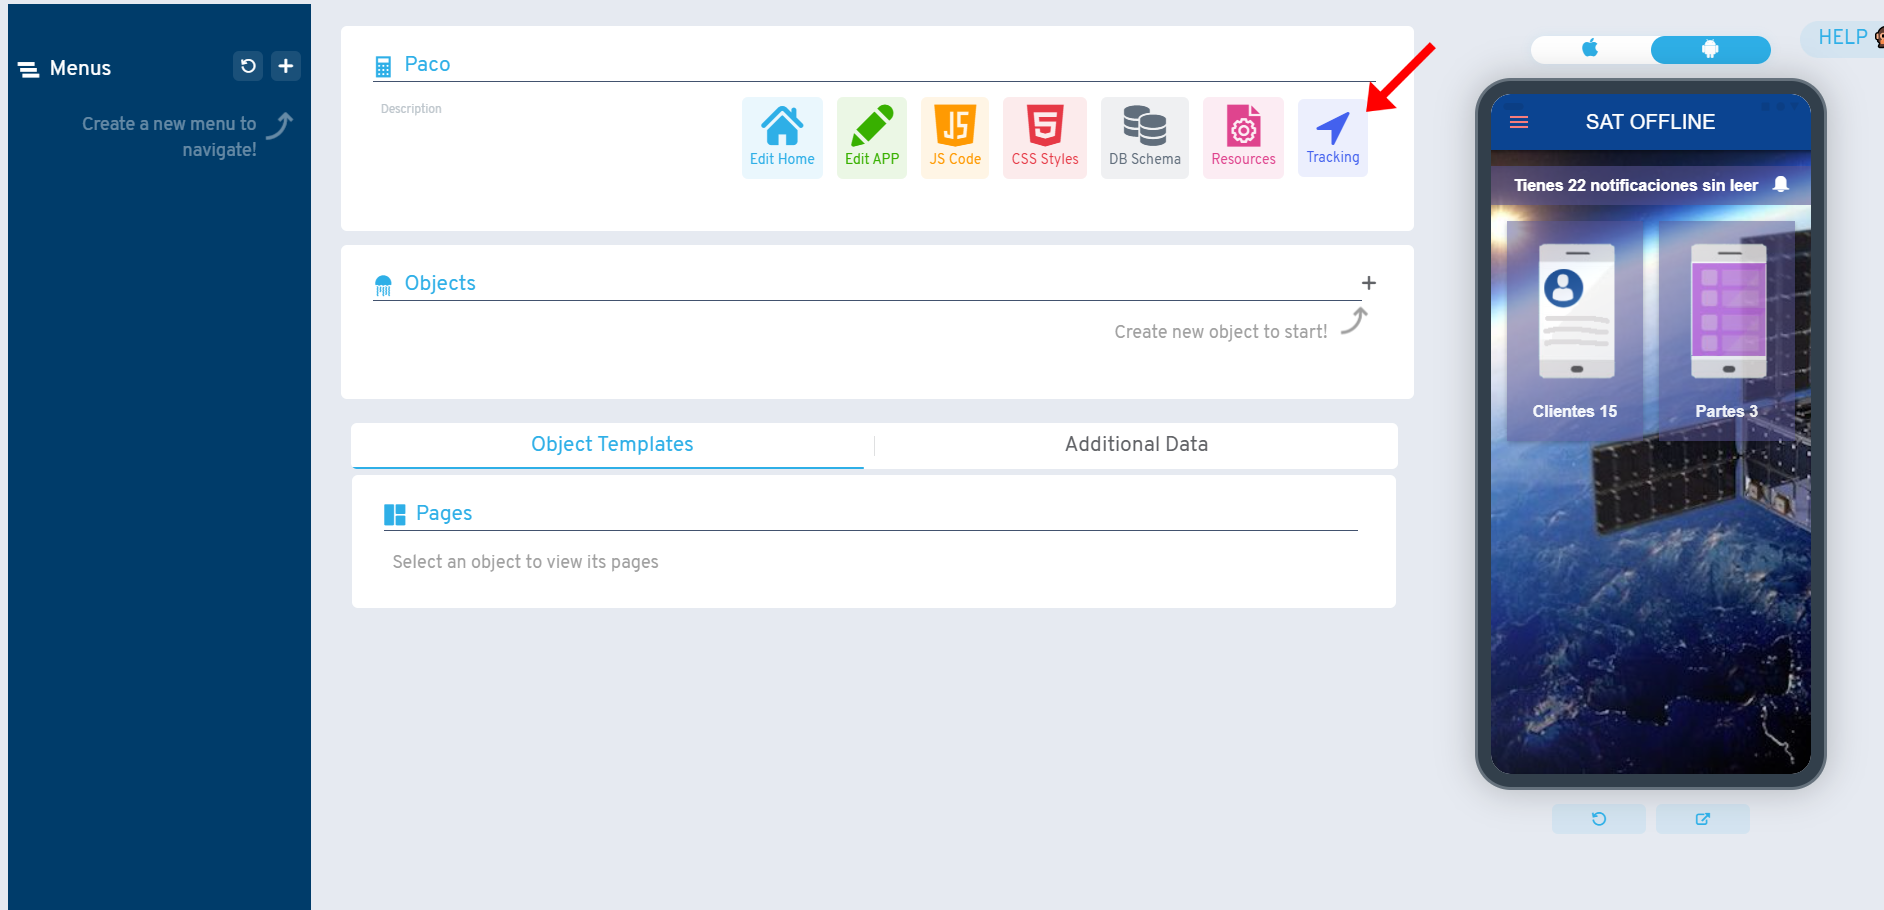 Menus
Create a new menu to
navigate!
Paco
Description
Edit Home
Edit APP
JS Code
CSS Styles
DB Schema
Resources
Tracking
Objects
Create new object to start!
Object Templates
Additional Data
Pages
Select an object to view its pages
HELP
SAT OFFLINE
Tienes 22 notificaciones sin leer
Clientes 15
Partes 3